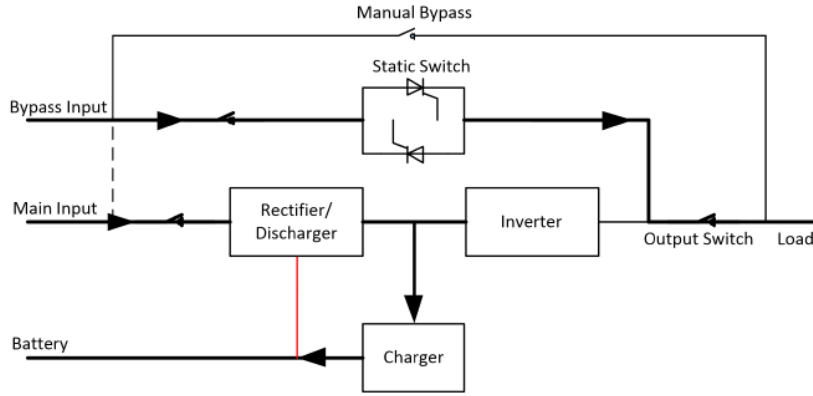 Manual Bypass
Static Switch
Bypass Input
Main Input
Rectifier/
Discharger
Inverter
Output Switch
Load
Battery
Charger